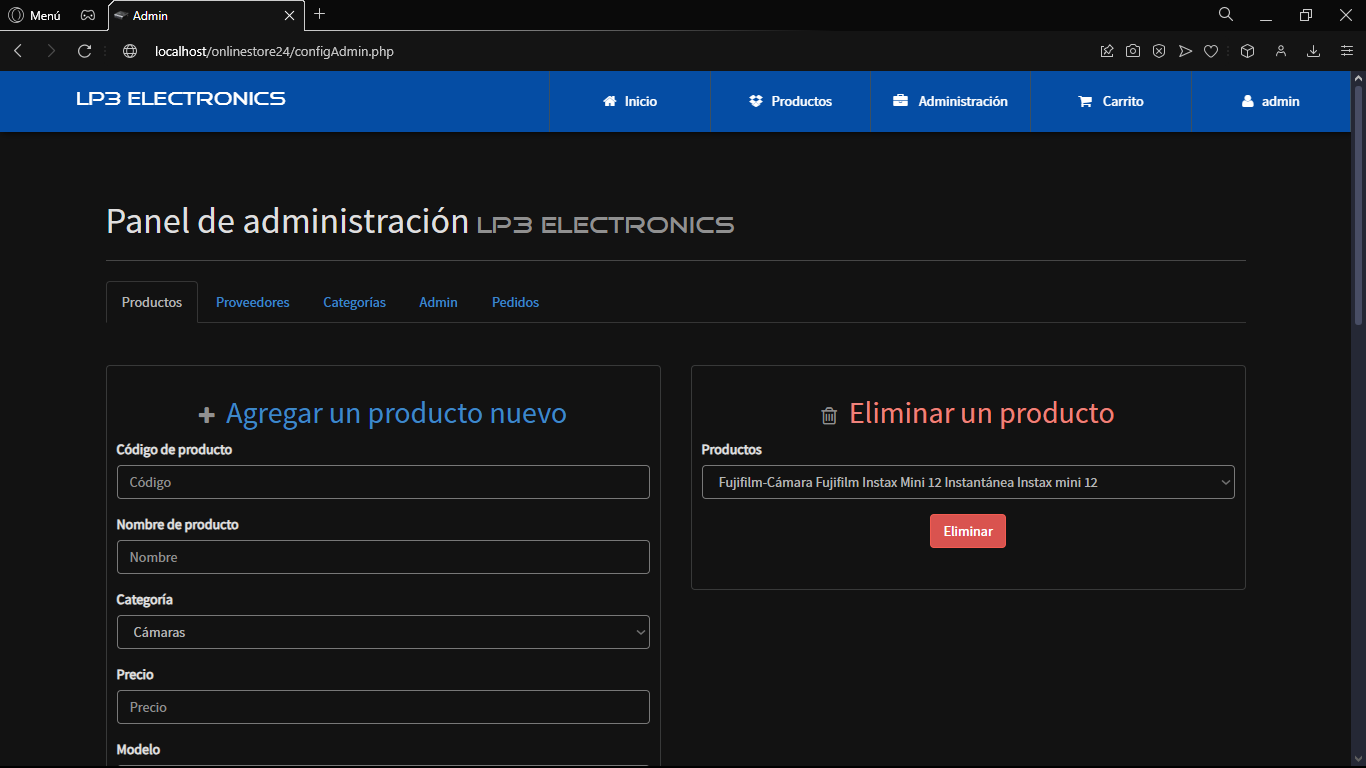 Menú
Admin
localhost/onlinestore24/configAdmin.php
LP3 ELECTRONICS
Inicio
Productos
Administración
Carrito
admin
Panel de administración LP3 ELECTRONICS
Productos
Proveedores
Categorías
Admin
Pedidos
Agregar un producto nuevo
Código de producto
Código
Nombre de producto
Nombre
Categoría
Cámaras
Precio
Precio
Modelo
Eliminar un producto
Productos
Fujifilm-Cámara Fujifilm Instax Mini 12 Instantánea Instax mini 12
Eliminar